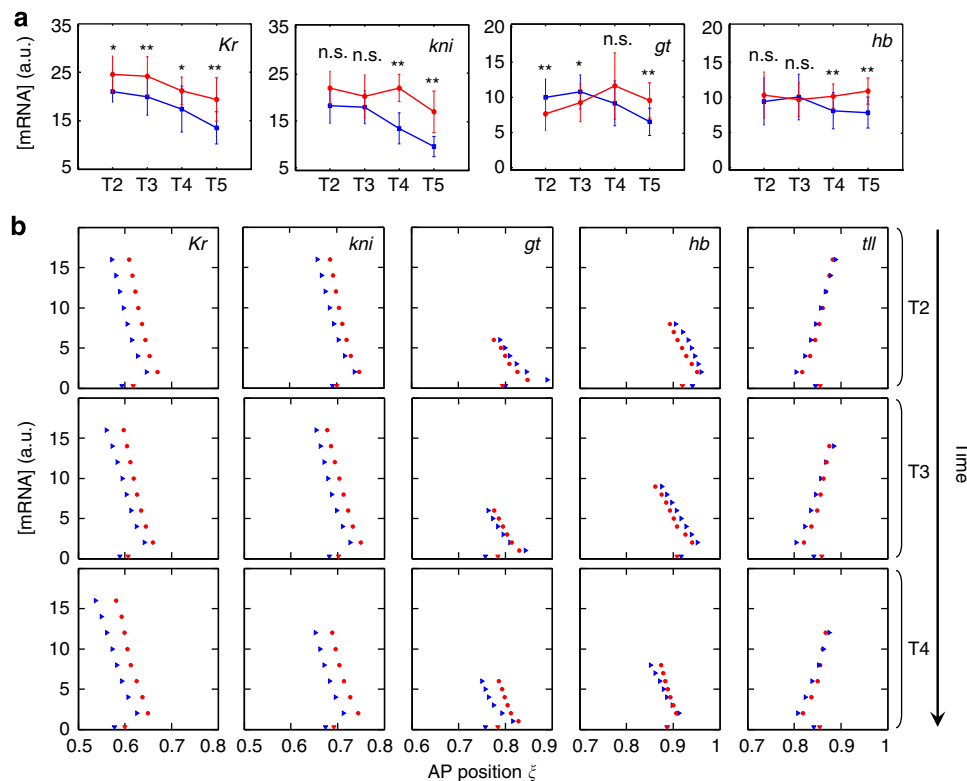 a
[mRNA] (a.u.)
45
35
25
15
5
* ** * **
Kr
T2 T3 T4 T5
45
35
25
15
5
n.s. n.s. ** **
kni
T2 T3 T4 T5
20
15
10
5
0
** * n.s. **
gt
T2 T3 T4 T5
20
15
10
5
0
n.s. n.s. ** **
hb
T2 T3 T4 T5
b
[mRNA] (a.u.)
Kr kni gt hb tll
15
10
5
0
T2
15
10
5
0
T3
15
10
5
0
T4
Time
0.5 0.6 0.7 0.8
0.5 0.6 0.7 0.8
0.6 0.7 0.8 0.9
0.7 0.8 0.9 1
0.7 0.8 0.9 1
AP position ξ